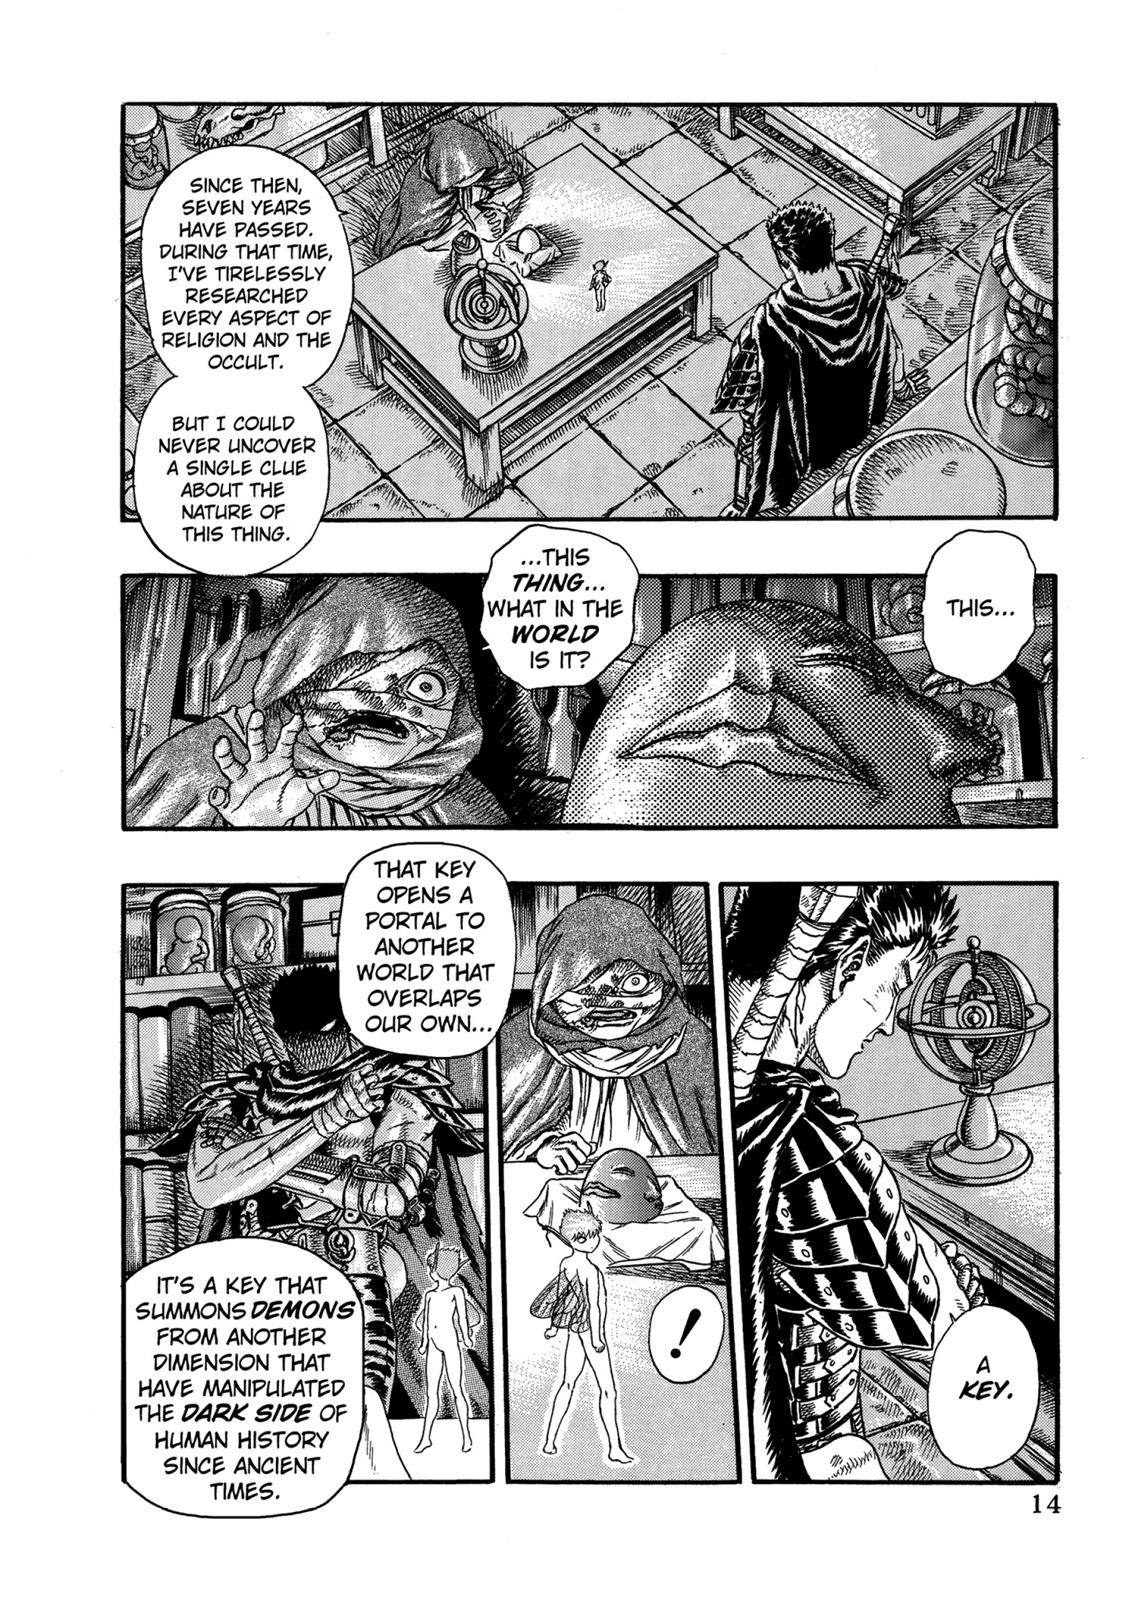 SINCE THEN,
SEVEN YEARS
HAVE PASSED.
DURING THAT TIME,
I'VE TIRELESSLY
RESEARCHED
EVERY ASPECT OF
RELIGION AND THE
OCCULT.
BUT I COULD
NEVER UNCOVER
A SINGLE CLUE
ABOUT THE
NATURE OF
THIS THING.
THIS...
...THIS
THING...
WHAT IN THE
WORLD
IS IT?
A
KEY.
!
THAT KEY
OPENS A
PORTAL TO
ANOTHER
WORLD THAT
OVERLAPS
OUR OWN...
IT'S A KEY THAT
SUMMONS DEMONS
FROM ANOTHER
DIMENSION THAT
HAVE MANIPULATED
THE DARK SIDE OF
HUMAN HISTORY
SINCE ANCIENT
TIMES.
14